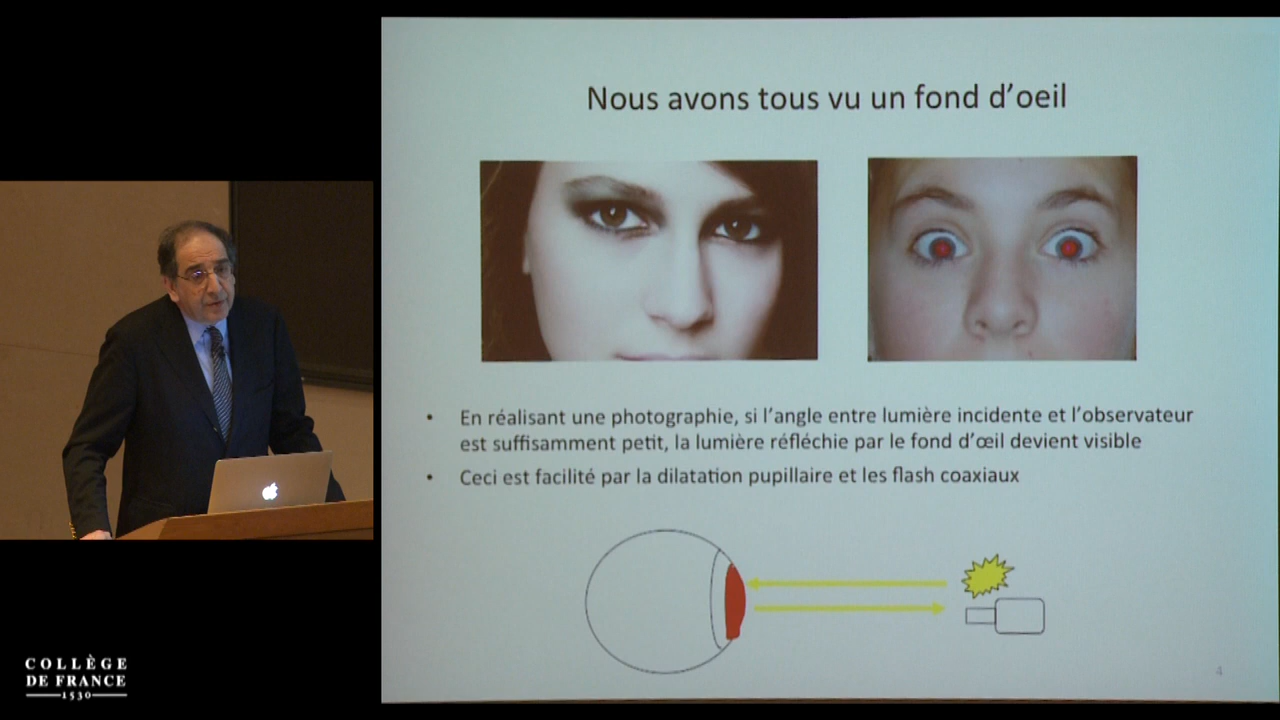 Nous avons tous vu un fond d’oeil
• En réalisant une photographie, si l’angle entre lumière incidente et l’observateur
est suffisamment petit, la lumière réfléchie par le fond d’œil devient visible
• Ceci est facilité par la dilatation pupillaire et les flash coaxiaux
4
COLLÈGE
DE FRANCE
1530